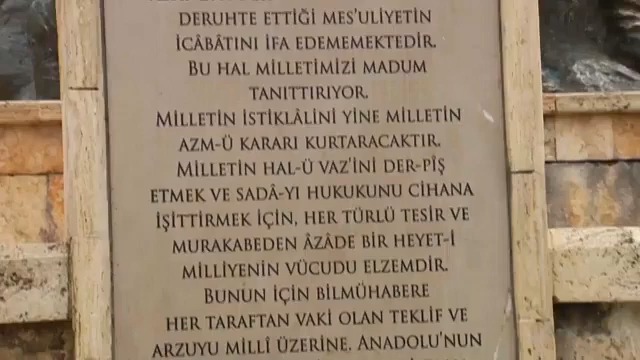 DERUHTE ETTİĞİ MES'ULİYETİN
İCÂBATINI İFA EDEMEMEKTEDİR.
BU HAL MİLLETİMİZİ MADUM
TANITTIRIYOR.
MİLLETİN İSTİKLÂLİNİ YİNE MİLLETİN
AZM-Ü KARARI KURTARACAKTIR.
MİLLETİN HAL-Ü VAZ'İNİ DER-PİŞ
ETMEK VE SADÂ-YI HUKUKUNU CİHANA
İŞİTTİRMEK İÇİN, HER TÜRLÜ TESİR VE
MURAKABEDEN ÂZÂDE BİR HEYET-İ
MİLLİYENİN VÜCUDU ELZEMDİR.
BUNUN İÇİN BİLMÜHABERE
HER TARAFTAN VAKİ OLAN TEKLİF VE
ARZUYU MİLLÎ ÜZERİNE, ANADOLU'NUN